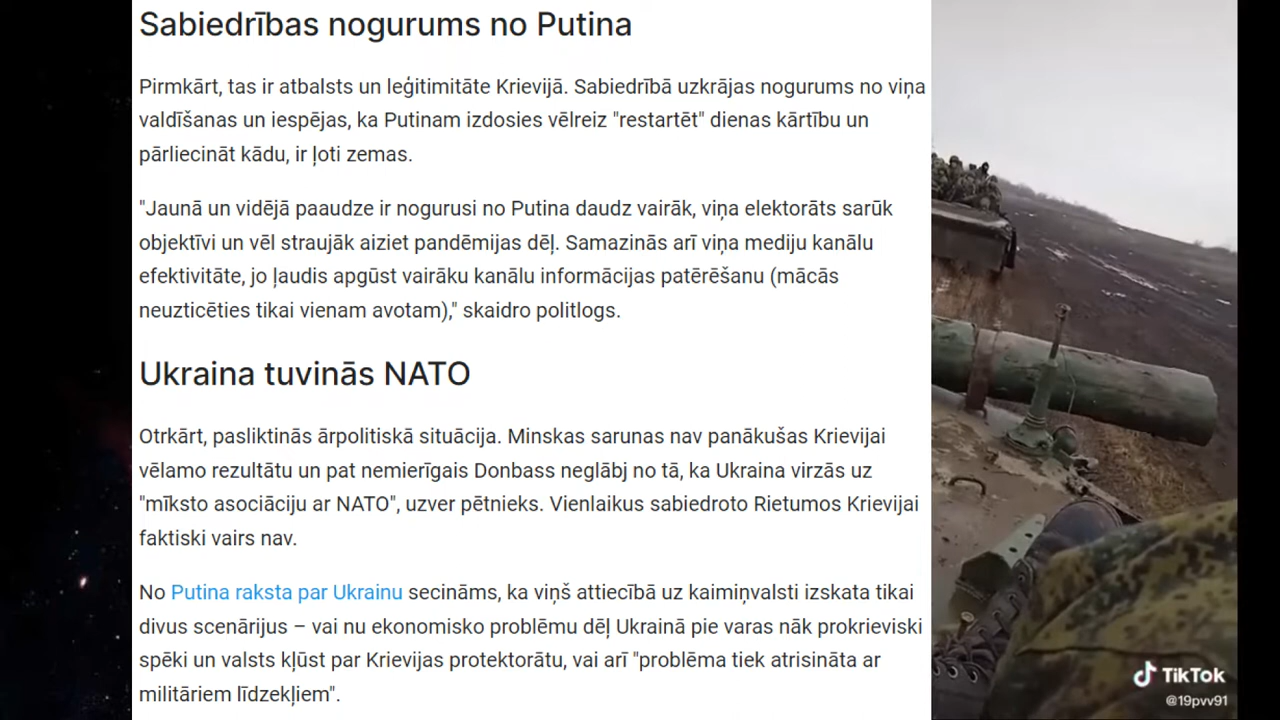 Sabiedrības nogurums no Putina
Pirmkārt, tas ir atbalsts un leģitimitāte Krievijā. Sabiedrībā uzkrājas nogurums no viņa
valdīšanas un iespējas, ka Putinam izdosies vēlreiz "restartēt" dienas kārtību un
pārliecināt kādu, ir ļoti zemas.
"Jaunā un vidējā paaudze ir nogurusi no Putina daudz vairāk, viņa elektorāts sarūk
objektīvi un vēl straujāk aiziet pandēmijas dēļ. Samazinās arī viņa mediju kanālu
efektivitāte, jo ļaudis apgūst vairāku kanālu informācijas patērēšanu (mācās
neuzticēties tikai vienam avotam)," skaidro politlogs.
Ukraina tuvinās NATO
Otrkārt, pasliktinās ārpolitiskā situācija. Minskas sarunas nav panākušas Krievijai
vēlamo rezultātu un pat nemierīgais Donbass neglābj no tā, ka Ukraina virzās uz
"mīksto asociāciju ar NATO", uzver pētnieks. Vienlaikus sabiedroto Rietumos Krievijai
faktiski vairs nav.
No Putina raksta par Ukrainu secināms, ka viņš attiecībā uz kaimiņvalsti izskata tikai
divus scenārijus – vai nu ekonomisko problēmu dēļ Ukrainā pie varas nāk prokrieviski
spēki un valsts kļūst par Krievijas protektorātu, vai arī "problēma tiek atrisināta ar
militāriem līdzekļiem".
TikTok
@19pvv91